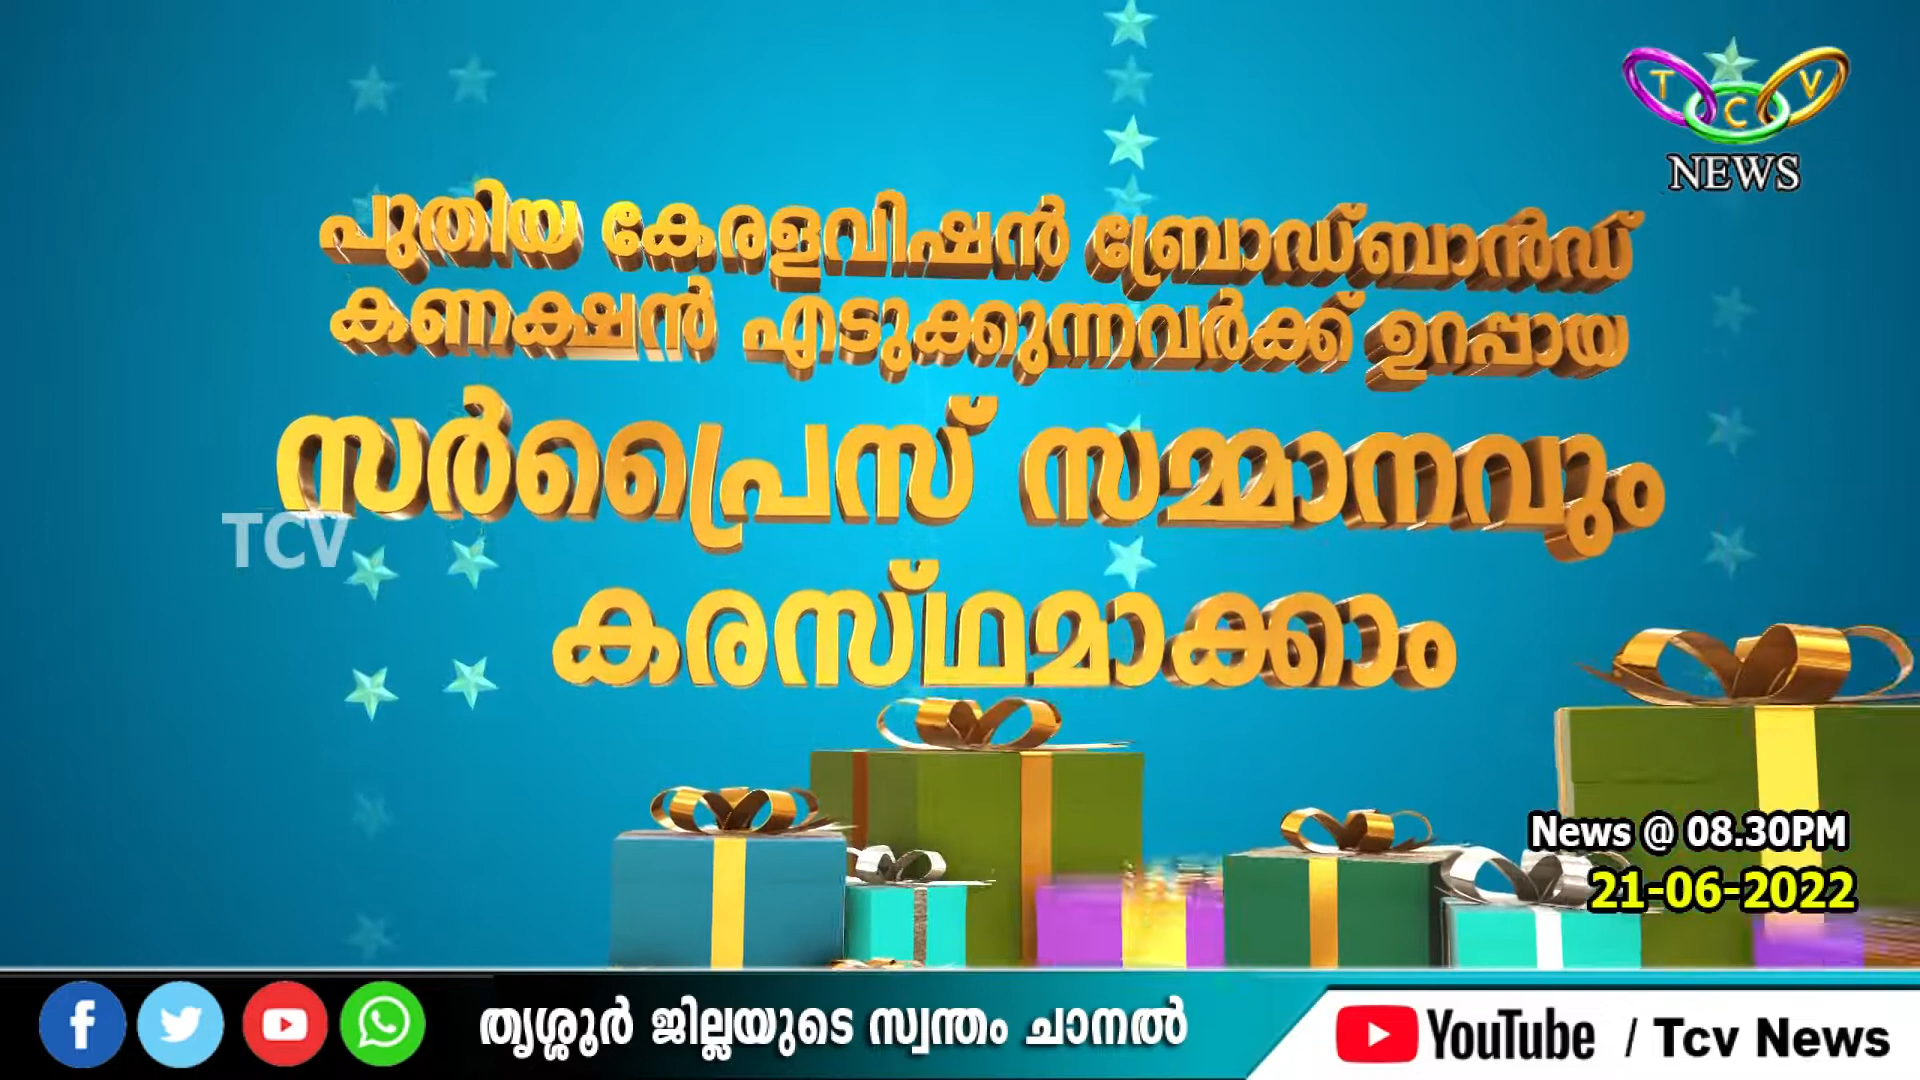 T C V
NEWS
പുതിയ കേരളവിഷൻ ബ്രോഡ്ബാൻഡ്
കണക്ഷൻ എടുക്കുന്നവർക്ക് ഉറപ്പായ
സർപ്രൈസ് സമ്മാനവും
TCV
കരസ്ഥമാക്കാം
News @ 08.30PM
21-06-2022
തൃശ്ശൂർ ജില്ലയുടെ സ്വന്തം ചാനൽ
YouTube / Tcv News